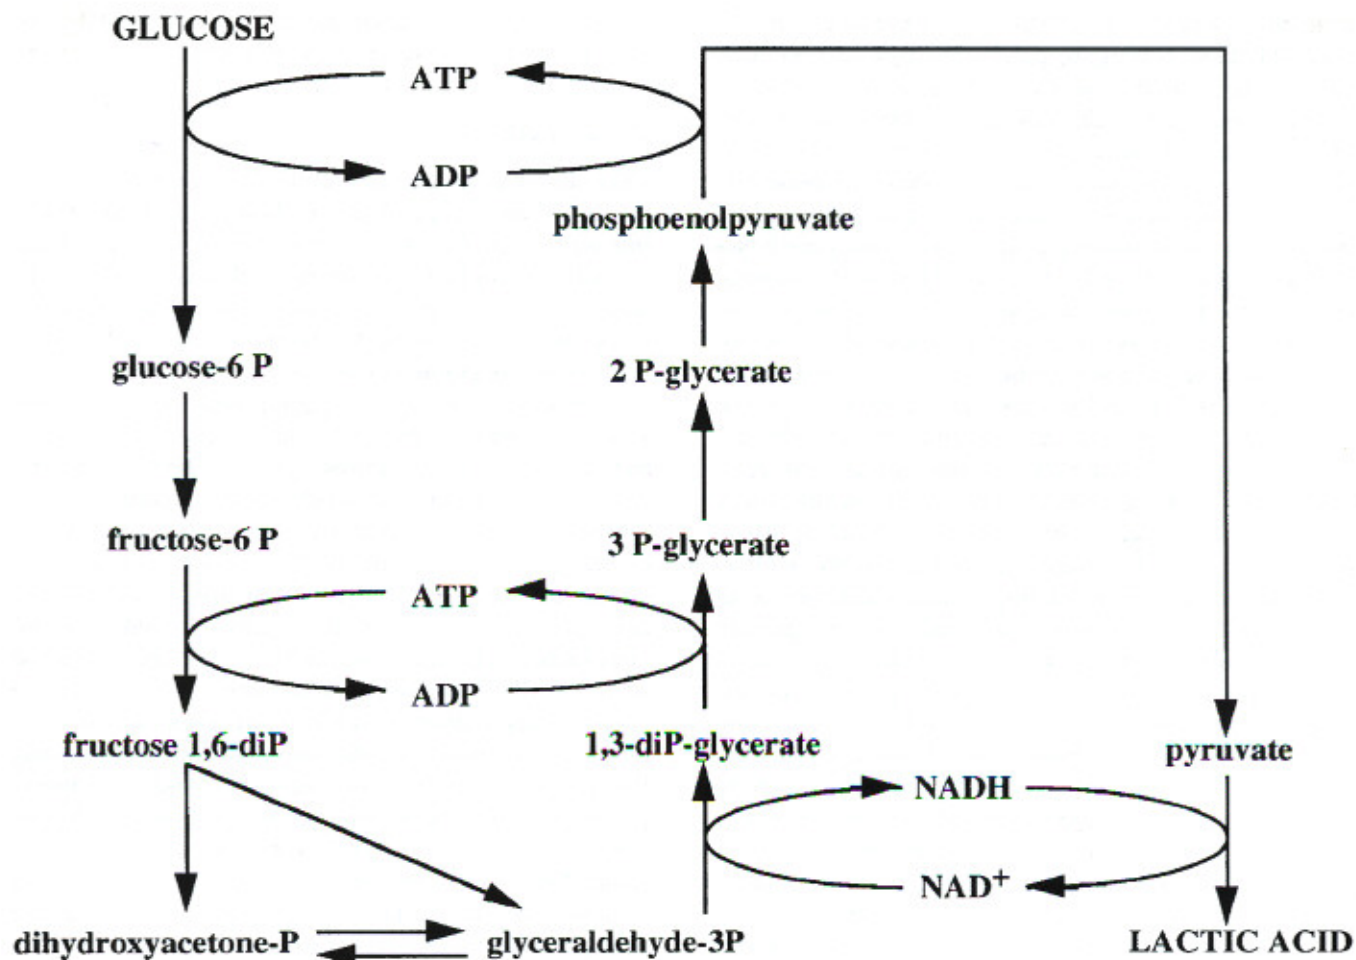 GLUCOSE
ATP
ADP
phosphoenolpyruvate
glucose-6 P
2 P-glycerate
fructose-6 P
3 P-glycerate
ATP
ADP
fructose 1,6-diP
1,3-diP-glycerate
pyruvate
NADH
NAD+
dihydroxyacetone-P
glyceraldehyde-3P
LACTIC ACID